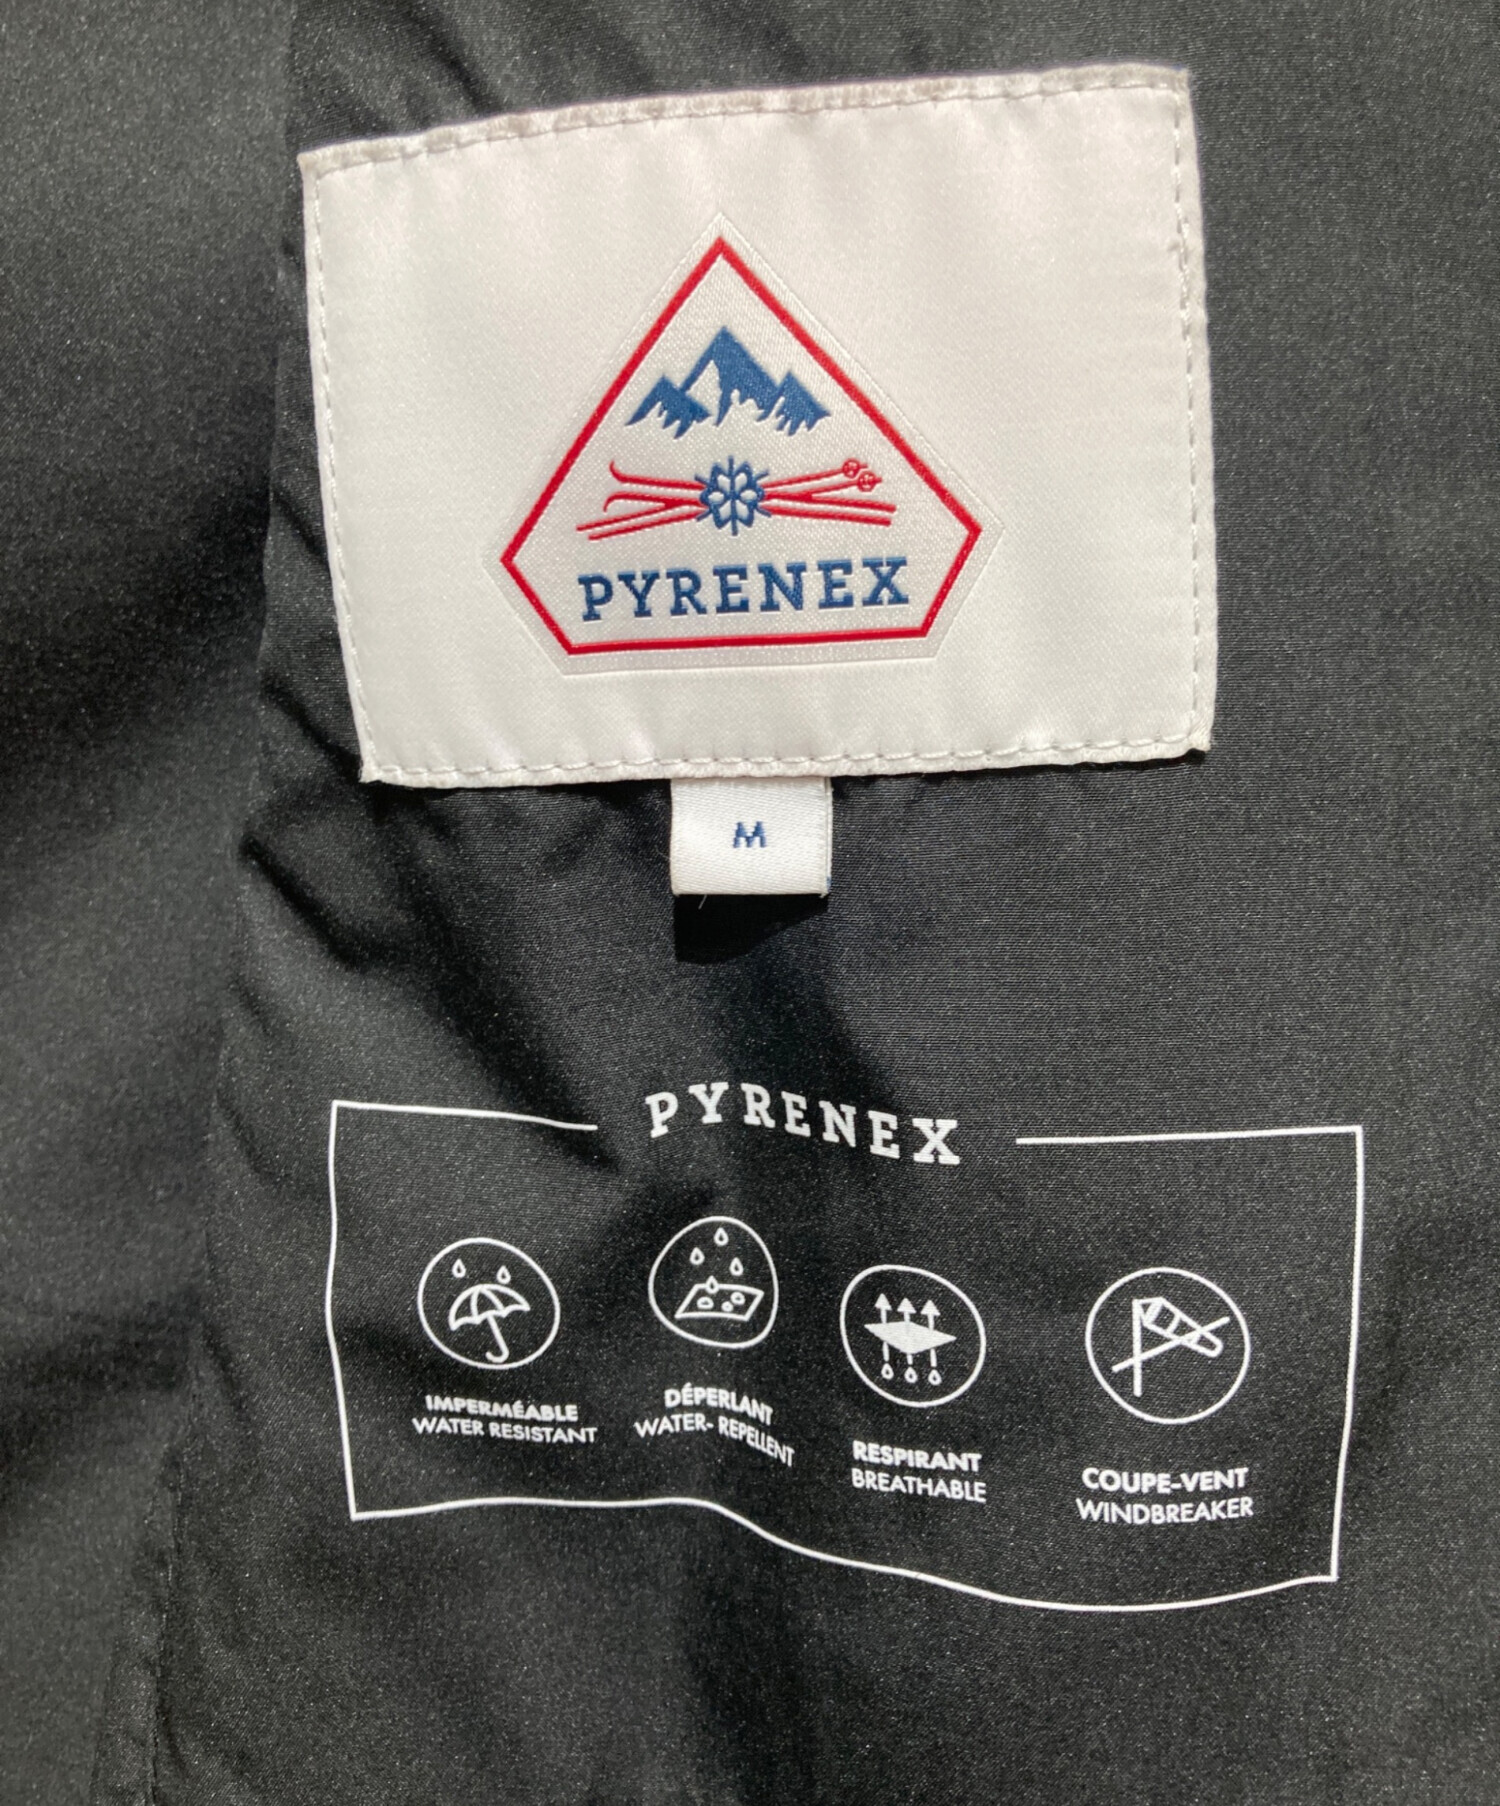 PYRENEX
M
PYRENEX
IMPERMÉABLE
WATER RESISTANT
DÉPERLANT
WATER- REPELLENT
RESPIRANT
BREATHABLE
COUPE-VENT
WINDBREAKER